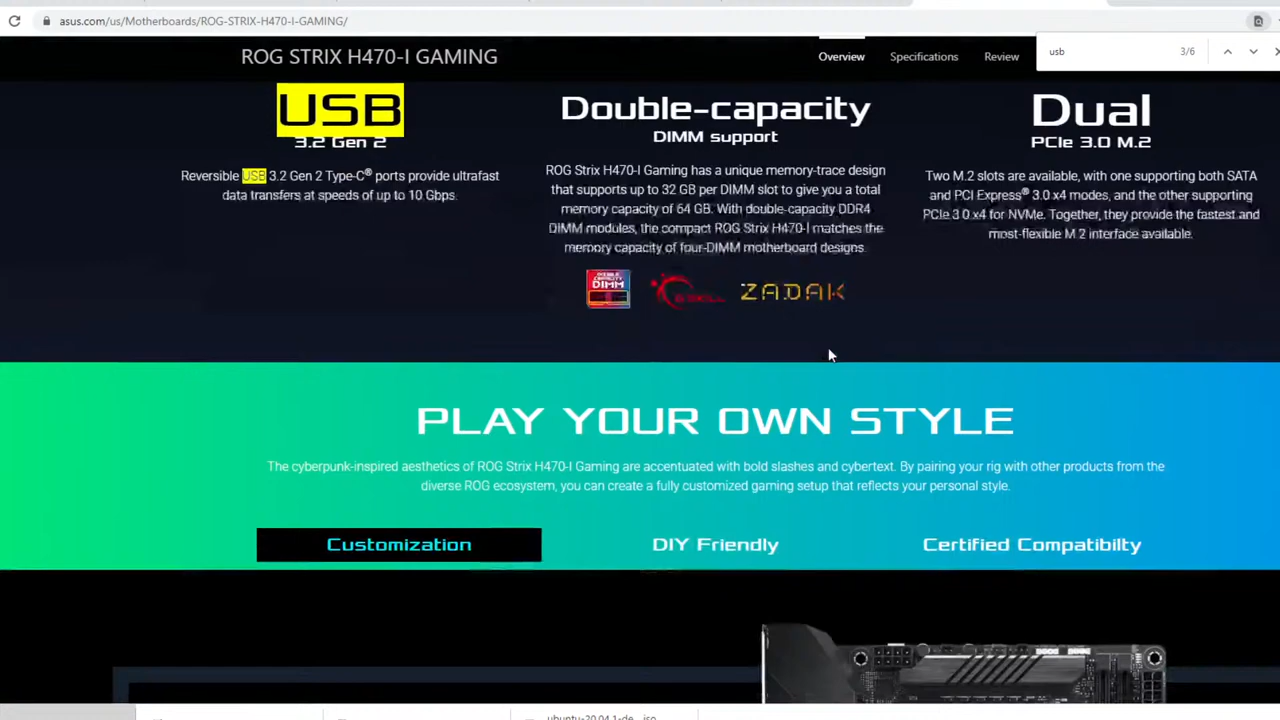 asus.com/us/Motherboards/ROG-STRIX-H470-I-GAMING/
ROG STRIX H470-I GAMING
Overview
Specifications
Review
usb
3/6
USB
3.2 Gen 2
Reversible USB 3.2 Gen 2 Type-C® ports provide ultrafast
data transfers at speeds of up to 10 Gbps.
Double-capacity
DIMM support
ROG Strix H470-I Gaming has a unique memory-trace design
that supports up to 32 GB per DIMM slot to give you a total
memory capacity of 64 GB. With double-capacity DDR4
DIMM modules, the compact ROG Strix H470-I matches the
memory capacity of four-DIMM motherboard designs.
DIMM
G.SKILL
ZADAK
Dual
PCIe 3.0 M.2
Two M.2 slots are available, with one supporting both SATA
and PCI Express® 3.0 x4 modes, and the other supporting
PCIe 3.0 x4 for NVMe. Together, they provide the fastest and
most-flexible M.2 interface available.
PLAY YOUR OWN STYLE
The cyberpunk-inspired aesthetics of ROG Strix H470-I Gaming are accentuated with bold slashes and cybertext. By pairing your rig with other products from the
diverse ROG ecosystem, you can create a fully customized gaming setup that reflects your personal style.
Customization
DIY Friendly
Certified Compatibilty
ubuntu-20.04.1-de...iso